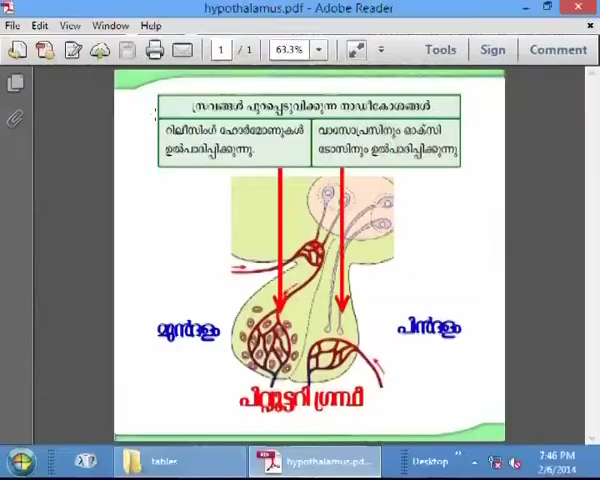 hypothalamus.pdf - Adobe Reader
File Edit View Window Help
1 / 1 63.3% Tools Sign Comment
സ്രവങ്ങൾ പുറപ്പെടുവിക്കുന്ന നാഡികോശങ്ങൾ
റിലീസിംഗ് ഹോർമോണുകൾ
ഉൽപാദിപ്പിക്കുന്നു.
വാസോപ്രസിനും ഓക്സി
ടോസിനും ഉൽപാദിപ്പിക്കുന്നു
മുൻദളം
പിൻദളം
പിറ്റ്യൂട്ടറി ഗ്രന്ഥി
tables hypothalamus.pd... Desktop 7:46 PM
2/6/2014